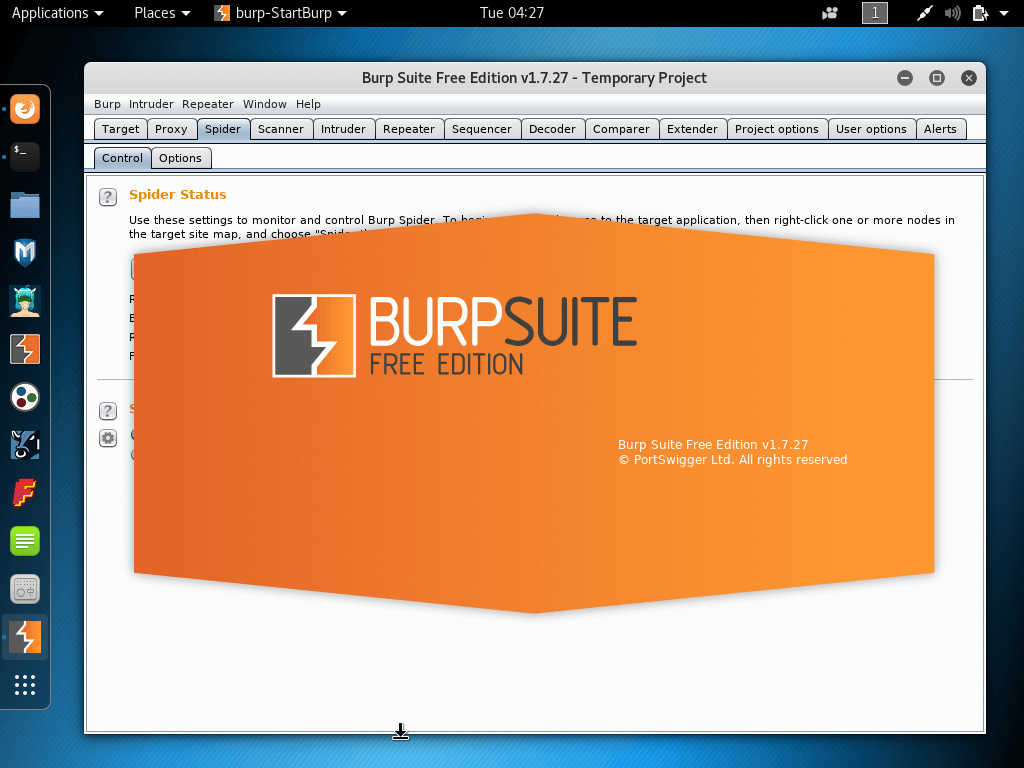 Applications Places burp-StartBurp Tue 04:27 1
Burp Suite Free Edition v1.7.27 - Temporary Project
Burp Intruder Repeater Window Help
Target Proxy Spider Scanner Intruder Repeater Sequencer Decoder Comparer Extender Project options User options Alerts
Control Options
? Spider Status
Use these settings to monitor and control Burp Spider. To to the target application, then right-click one or more nodes in
the target site map, and choose
BURPSUITE
FREE EDITION
?
Burp Suite Free Edition v1.7.27
© PortSwigger Ltd. All rights reserved